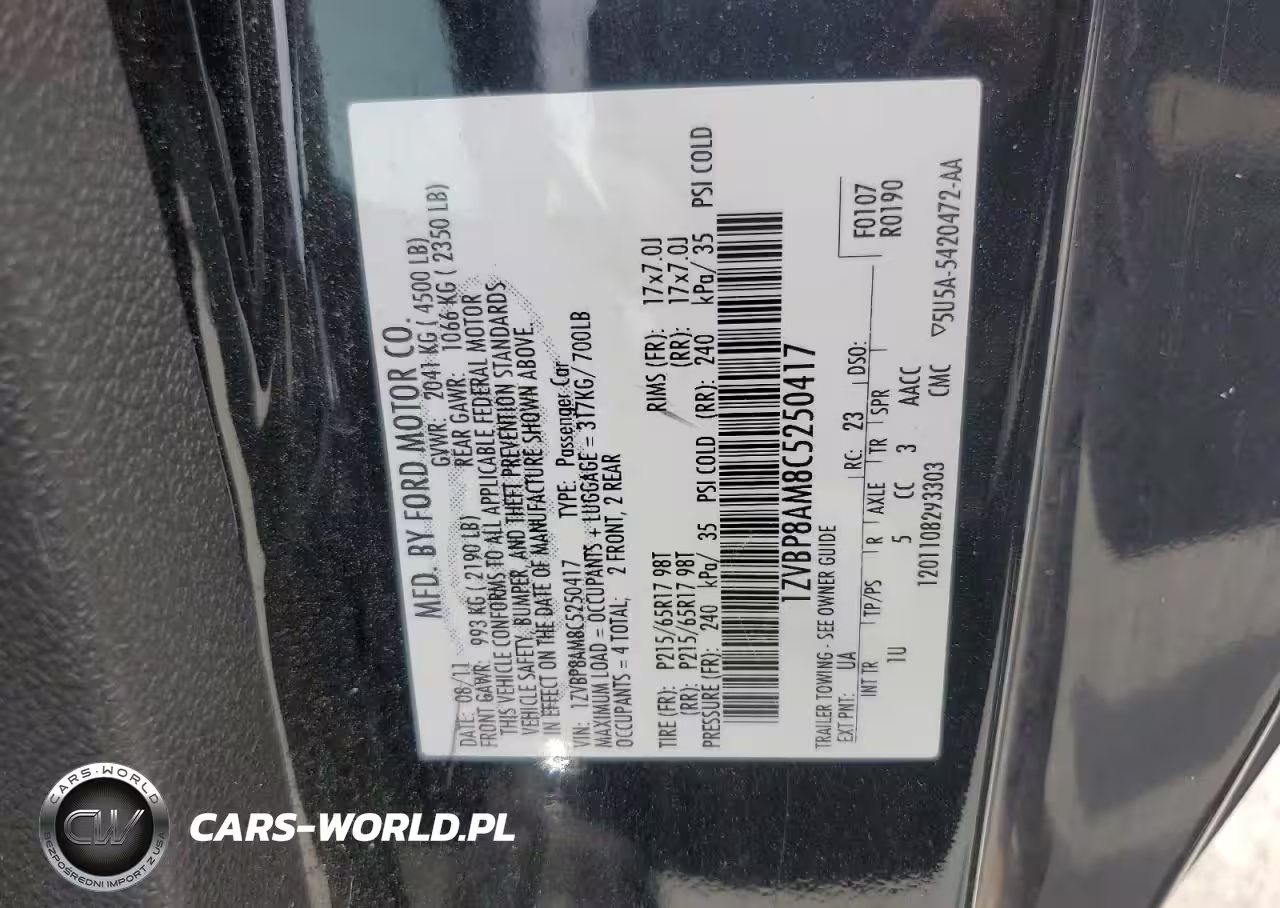 MFD. BY FORD MOTOR CO.
DATE: 08/11 GVWR: 2041 KG ( 4500 LB)
FRONT GAWR: 993 KG ( 2190 LB) REAR GAWR: 1066 KG ( 2350 LB)
THIS VEHICLE CONFORMS TO ALL APPLICABLE FEDERAL MOTOR
VEHICLE SAFETY, BUMPER, AND THEFT PREVENTION STANDARDS
IN EFFECT ON THE DATE OF MANUFACTURE SHOWN ABOVE.
VIN: 1ZVBP8AM8C5250417 TYPE: Passenger Car
MAXIMUM LOAD = OCCUPANTS + LUGGAGE = 317KG/700LB
OCCUPANTS = 4 TOTAL; 2 FRONT, 2 REAR
TIRE (FR): P215/65R17 98T RIMS (FR): 17x7.0J
(RR): P215/65R17 98T (RR): 17x7.0J
PRESSURE (FR): 240 kPa/ 35 PSI COLD (RR): 240 kPa/ 35 PSI COLD
1ZVBP8AM8C5250417
TRAILER TOWING - SEE OWNER GUIDE
F0107
R0190
EXT PNT: UA RC: 23 DSO:
INT TR TP/PS R AXLE TR SPR
1U 5 CC 3 AACC
1201108293303 CMC ▽5U5A-5420472-AA
CARS-WORLD
CW
BEZPOŚREDNI IMPORT Z USA
CARS-WORLD.PL